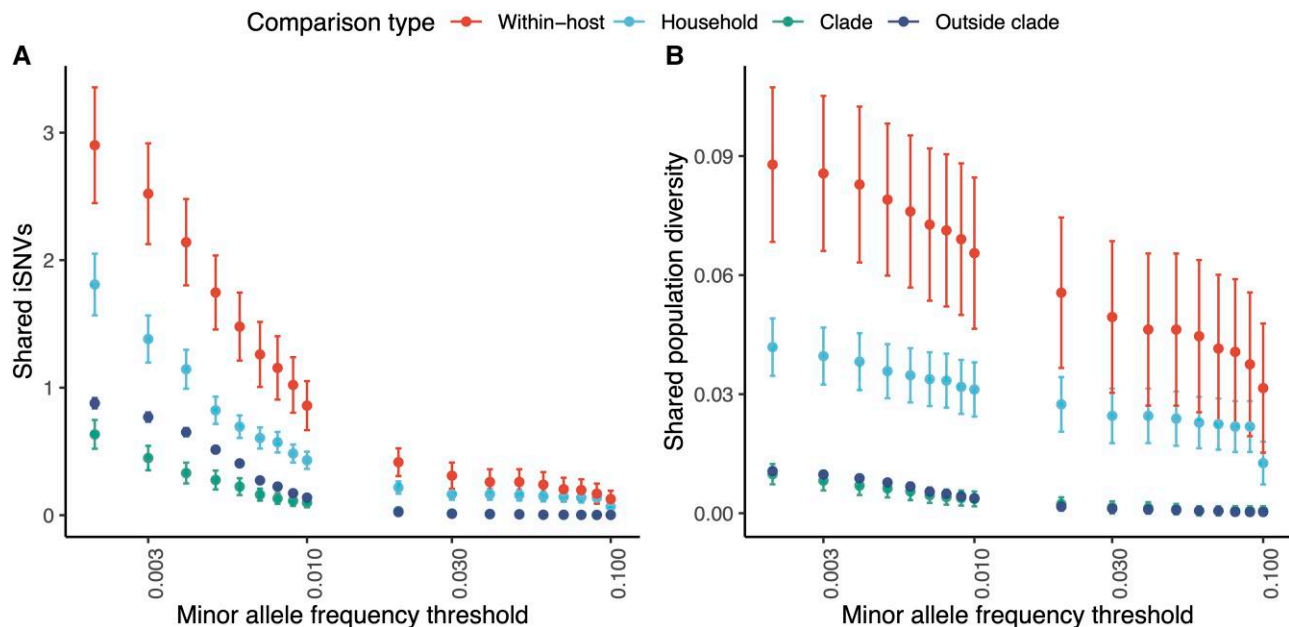 Comparison type Within−host Household Clade Outside clade
A
B
Shared iSNVs
3
2
1
0
0.003
0.010
0.030
0.100
Minor allele frequency threshold
Shared population diversity
0.09
0.06
0.03
0.00
0.003
0.010
0.030
0.100
Minor allele frequency threshold